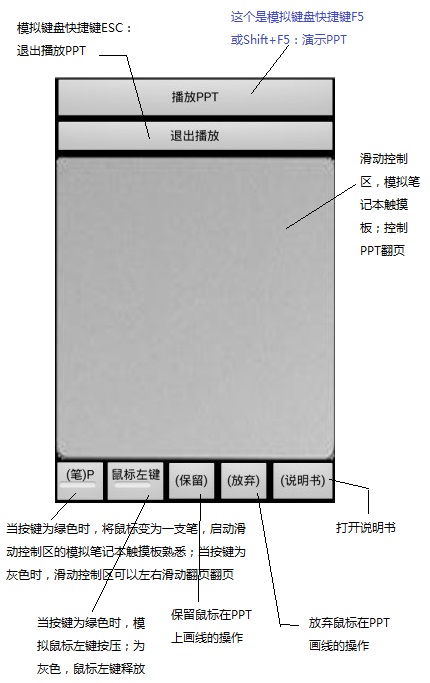 模拟键盘快捷键ESC：
退出播放PPT
这个是模拟键盘快捷键F5
或Shift+F5：演示PPT
播放PPT
退出播放
滑动控制
区，模拟笔
记本触摸
板；控制
PPT翻页
(笔)P
鼠标左键
(保留)
(放弃)
(说明书)
当按键为绿色时，将鼠标变为一支笔，启动滑
动控制区的模拟笔记本触摸板熟悉；当按键为
灰色时，滑动控制区可以左右滑动翻页翻页
打开说明书
当按键为绿色时，模
拟鼠标左键按压；为
灰色，鼠标左键释放
保留鼠标在PPT
上画线的操作
放弃鼠标在PPT
画线的操作